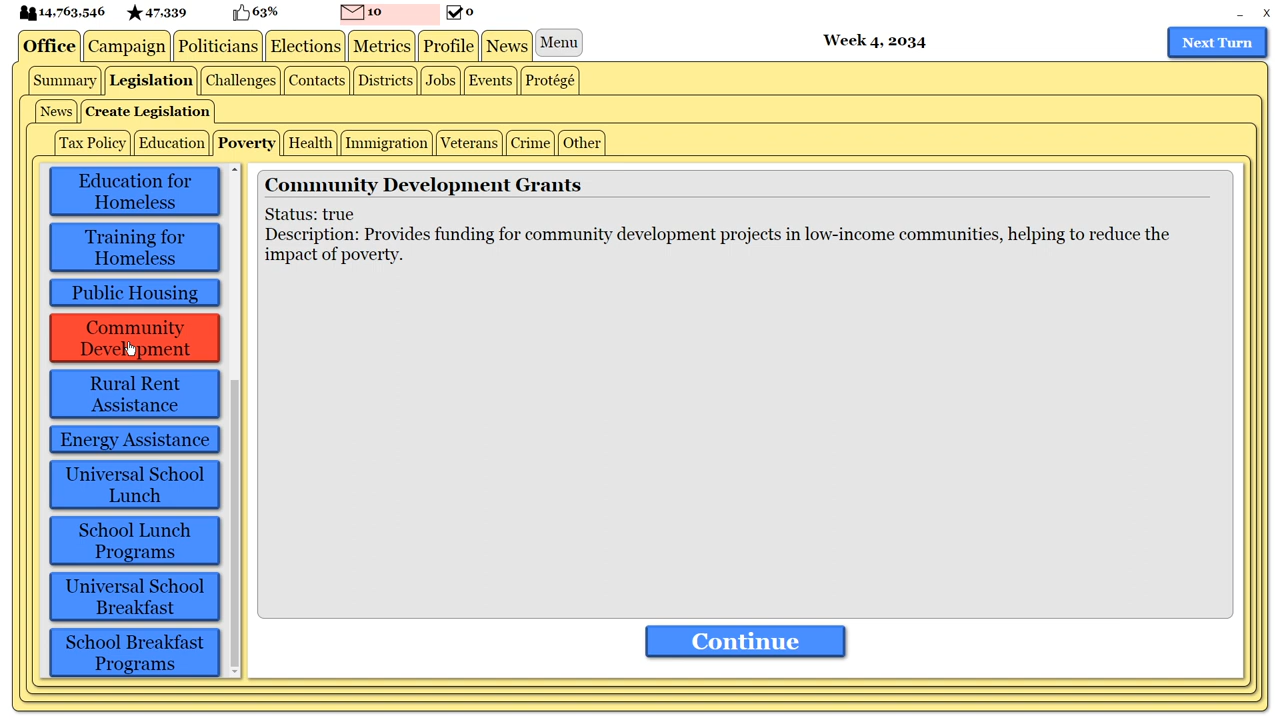 14,763,546 47,339 63% 10 0
_ X
Office Campaign Politicians Elections Metrics Profile News Menu
Week 4, 2034
Next Turn
Summary Legislation Challenges Contacts Districts Jobs Events Protégé
News Create Legislation
Tax Policy Education Poverty Health Immigration Veterans Crime Other
Education for
Homeless
Training for
Homeless
Public Housing
Community
Development
Rural Rent
Assistance
Energy Assistance
Universal School
Lunch
School Lunch
Programs
Universal School
Breakfast
School Breakfast
Programs
Community Development Grants
Status: true
Description: Provides funding for community development projects in low-income communities, helping to reduce the
impact of poverty.
Continue